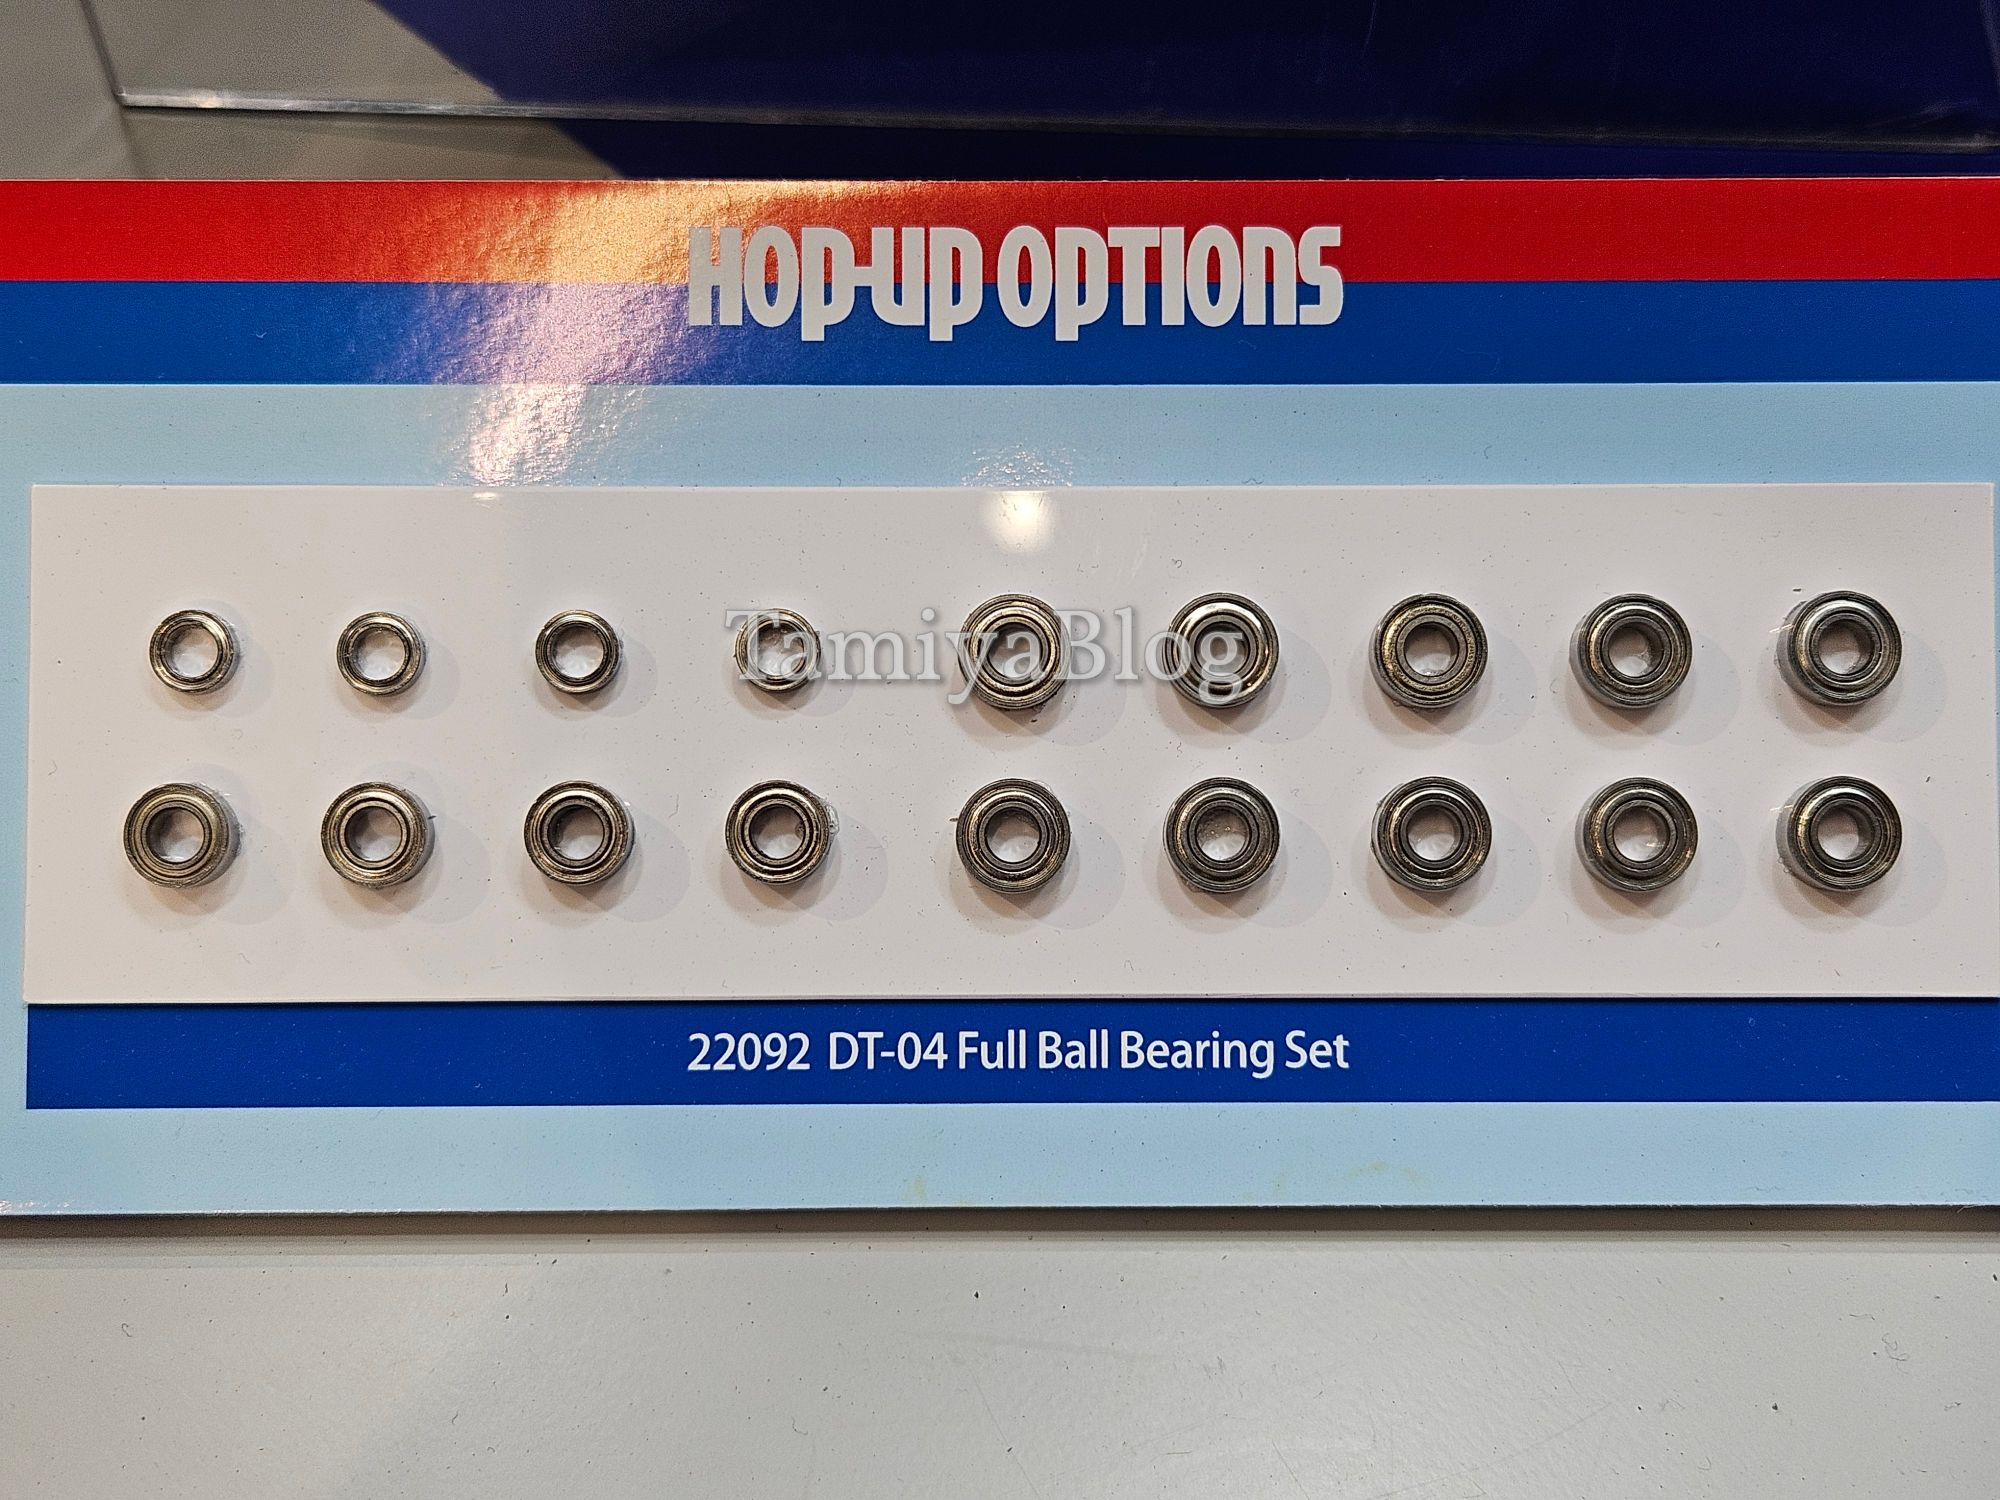 HOP-UP OPTIONS
TamiyaBlog
22092 DT-04 Full Ball Bearing Set